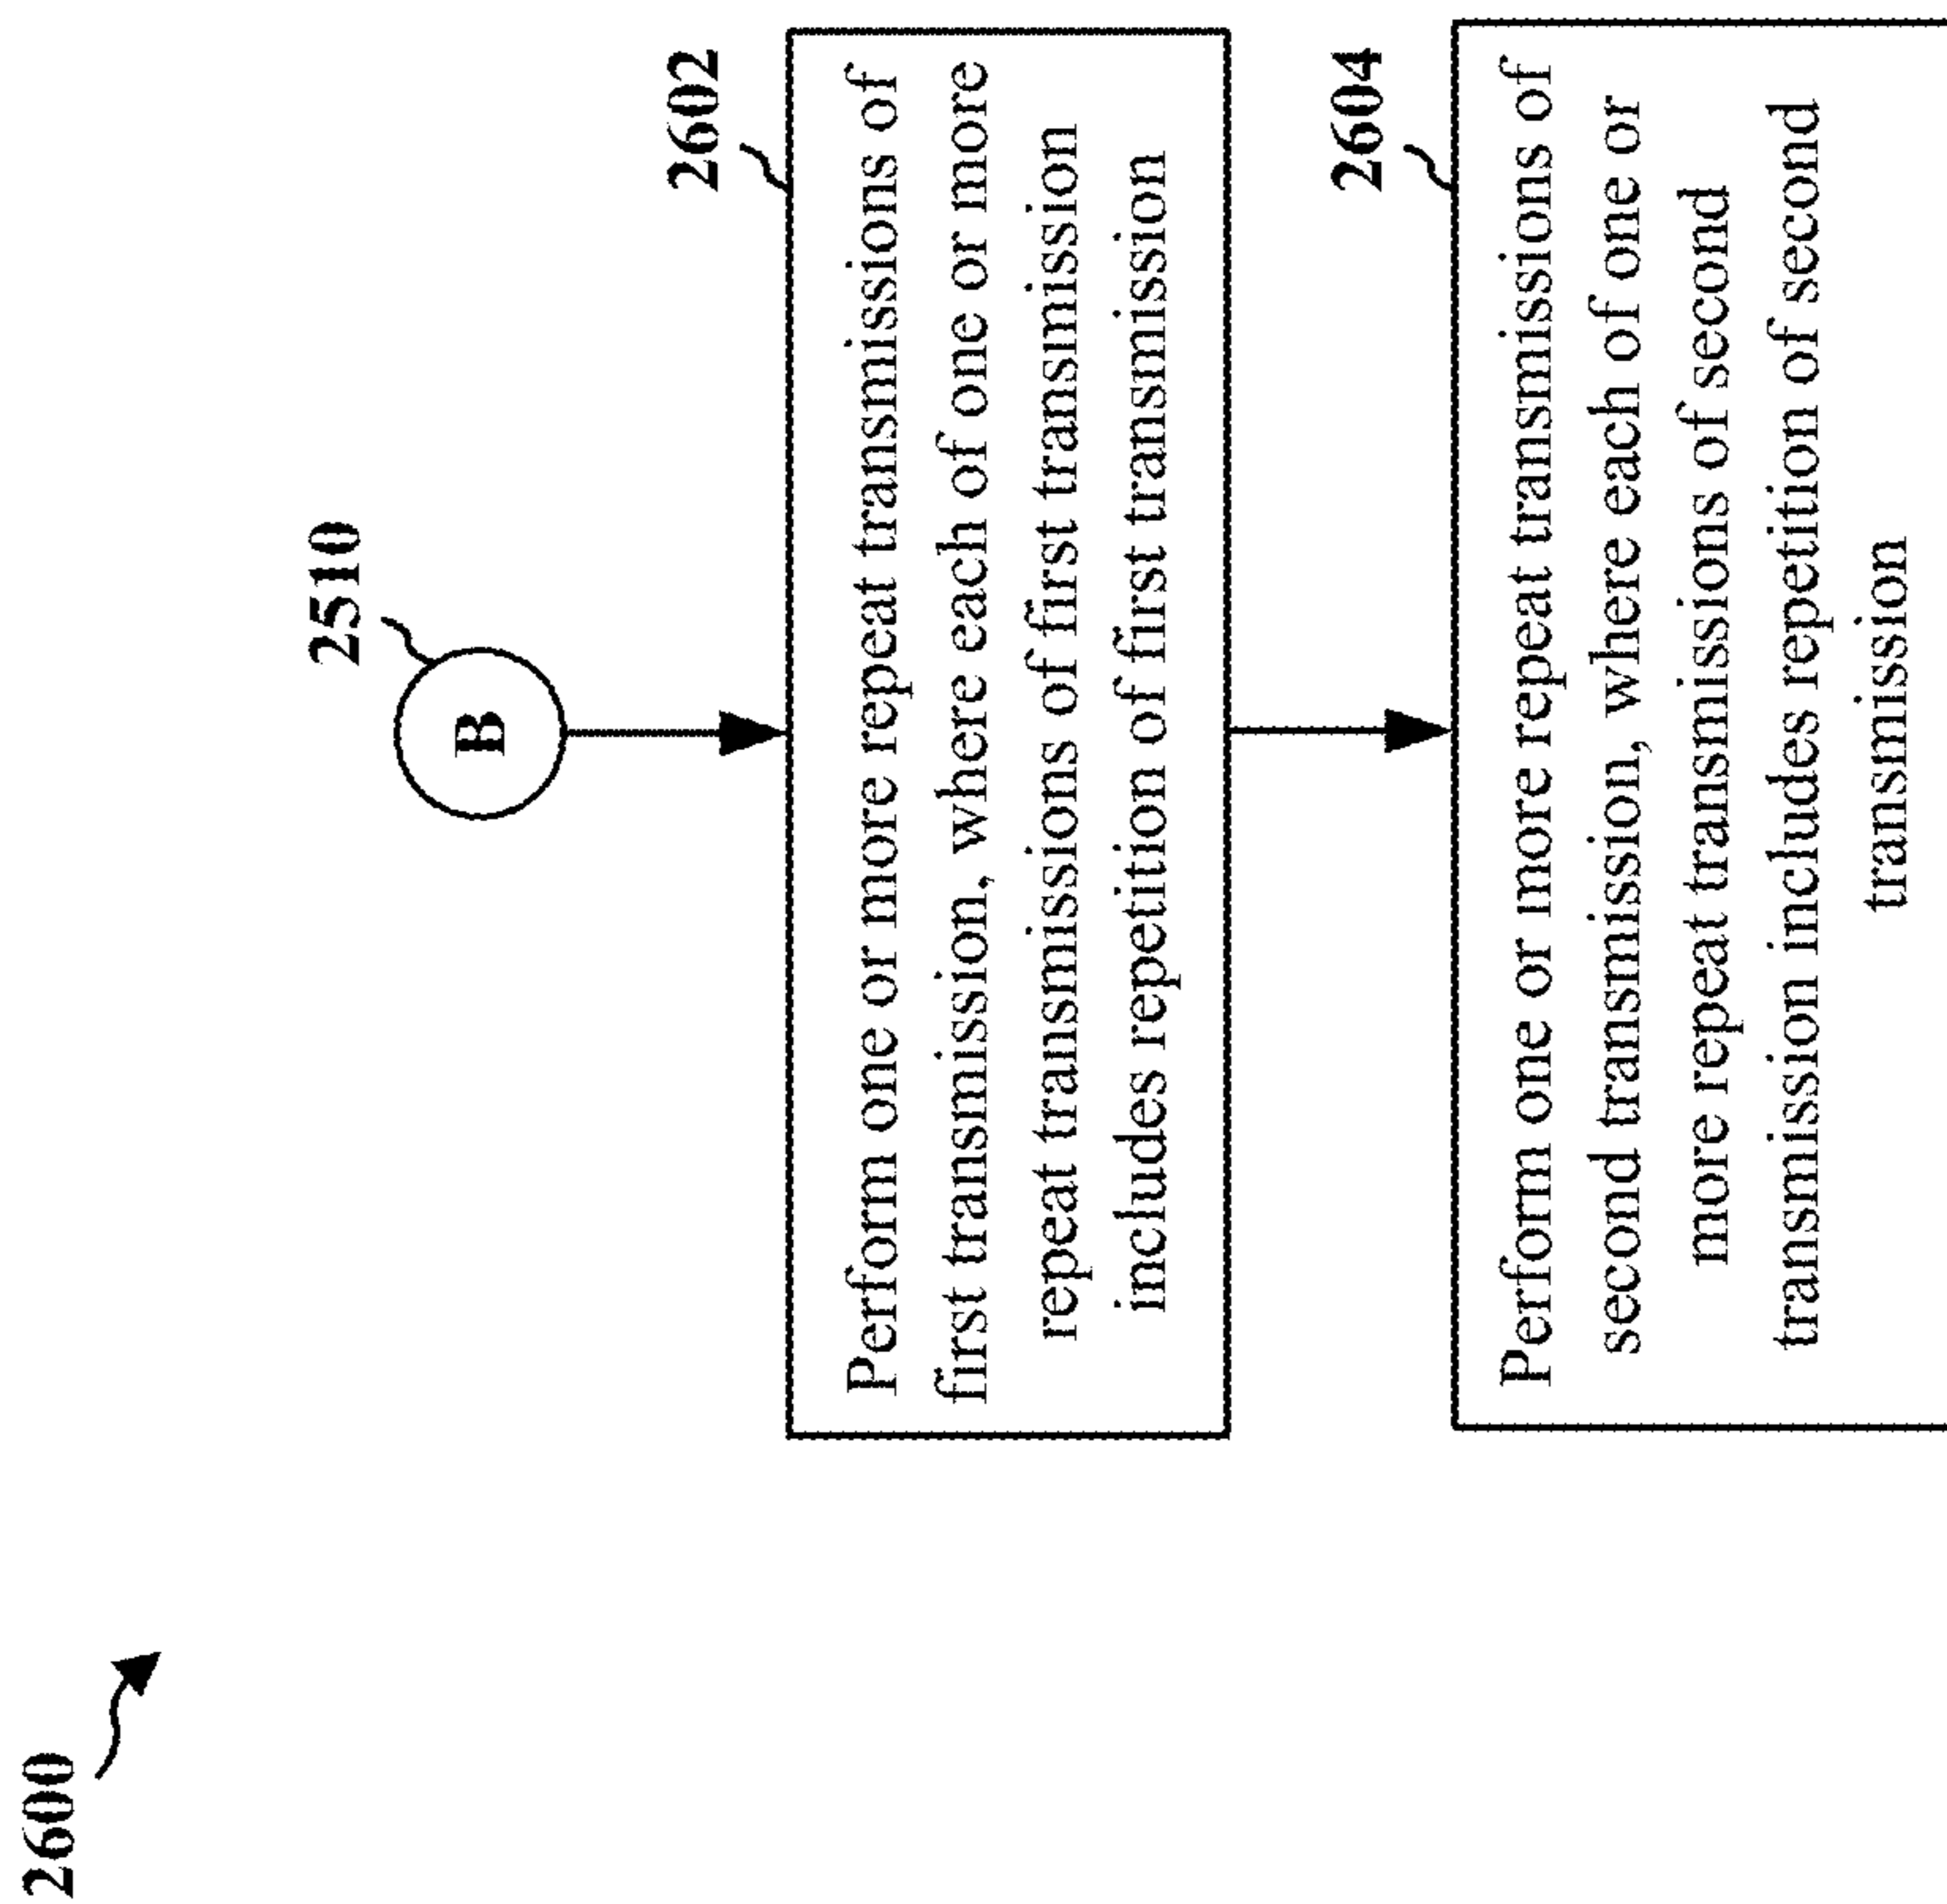 2600
2510
B
2602
Perform one or more repeat transmissions of
first transmission, where each of one or more
repeat transmissions of first transmission
includes repetition of first transmission
2604
Perform one or more repeat transmissions of
second transmission, where each of one or
more repeat transmissions of second
transmission includes repetition of second
transmission